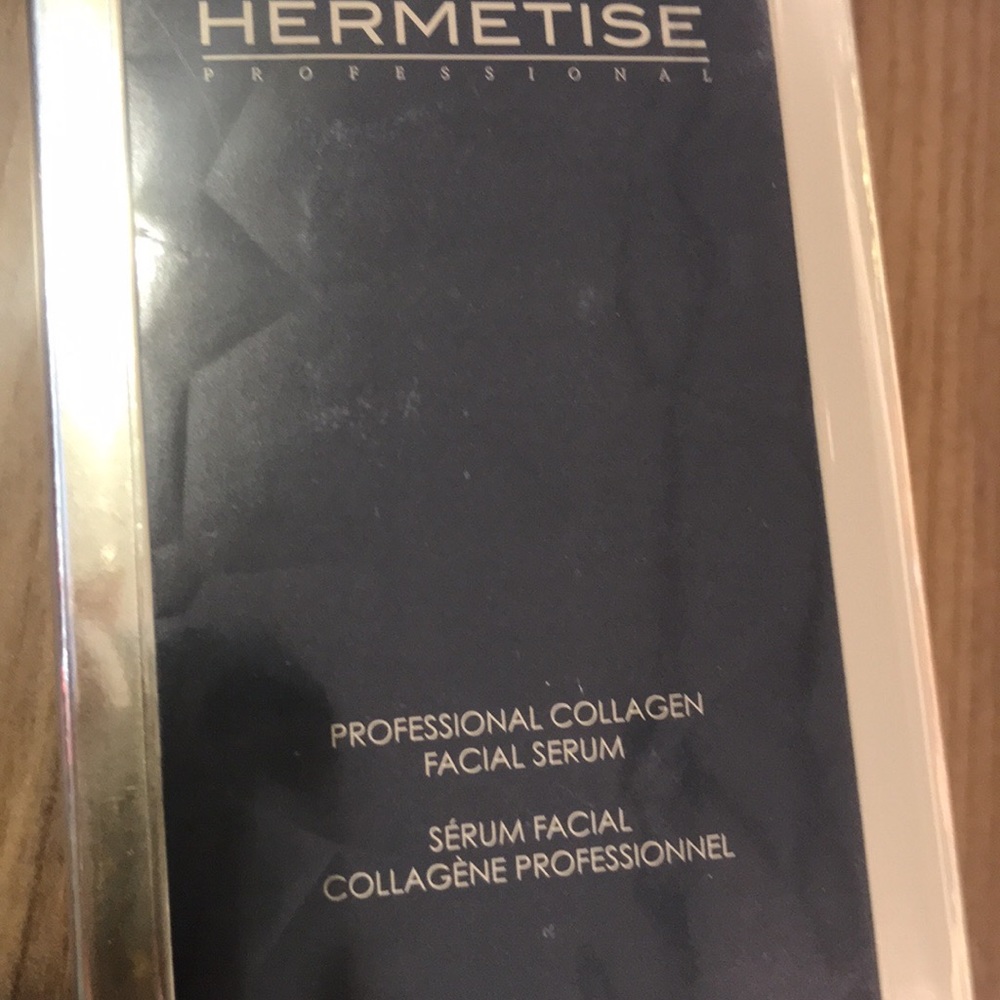 HERMETISE
PROFESSIONAL
PROFESSIONAL COLLAGEN
FACIAL SERUM
SÉRUM FACIAL
COLLAGÈNE PROFESSIONNEL